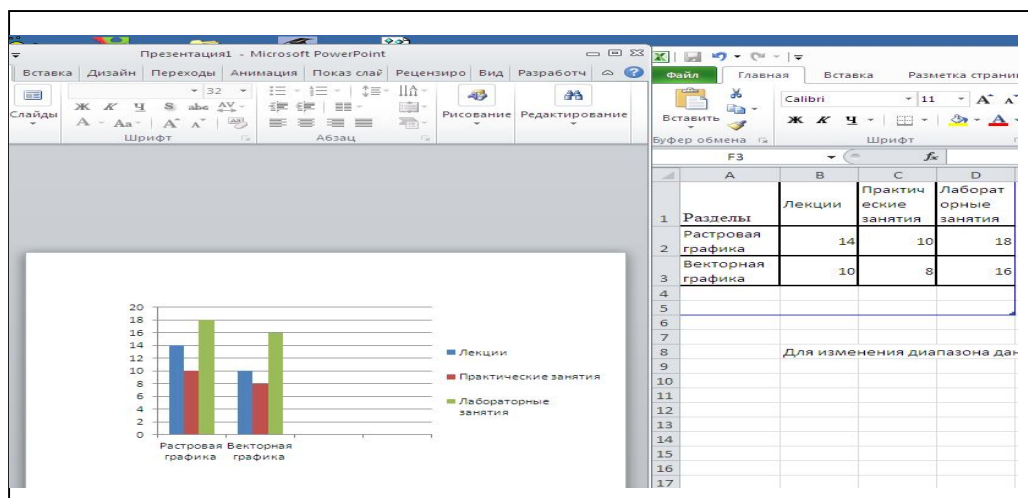 Презентация1 - Microsoft PowerPoint
Вставка Дизайн Переходы Анимация Показ слай Рецензиро Вид Разработч
32
Слайды
Ж К Ч S abc AV
A Aa A A
Рисование Редактирование
Шрифт Абзац
20
18
16
14
12
10
8
6
4
2
0
Растровая Векторная
графика графика
Лекции
Практические занятия
Лабораторные
занятия
Файл Главная Вставка Разметка страни
Calibri 11 A A
Вставить
Ж К Ч A
Буфер обмена Шрифт
F3 fx
A B C D
1 Разделы Лекции Практич
еские
занятия Лаборат
орные
занятия
2 Растровая
графика 14 10 18
3 Векторная
графика 10 8 16
4
5
6
7
8 Для изменения диапазона дан
9
10
11
12
13
14
15
16
17